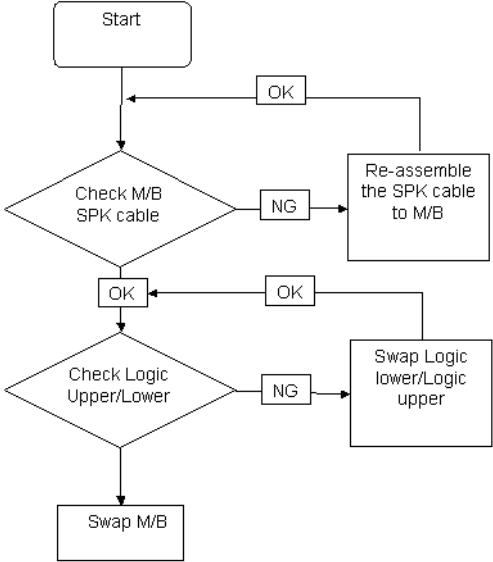 Start
OK
Check M/B
SPK cable
NG
Re-assemble
the SPK cable
to M/B
OK
OK
Check Logic
Upper/Lower
NG
Swap Logic
lower/Logic
upper
Swap M/B